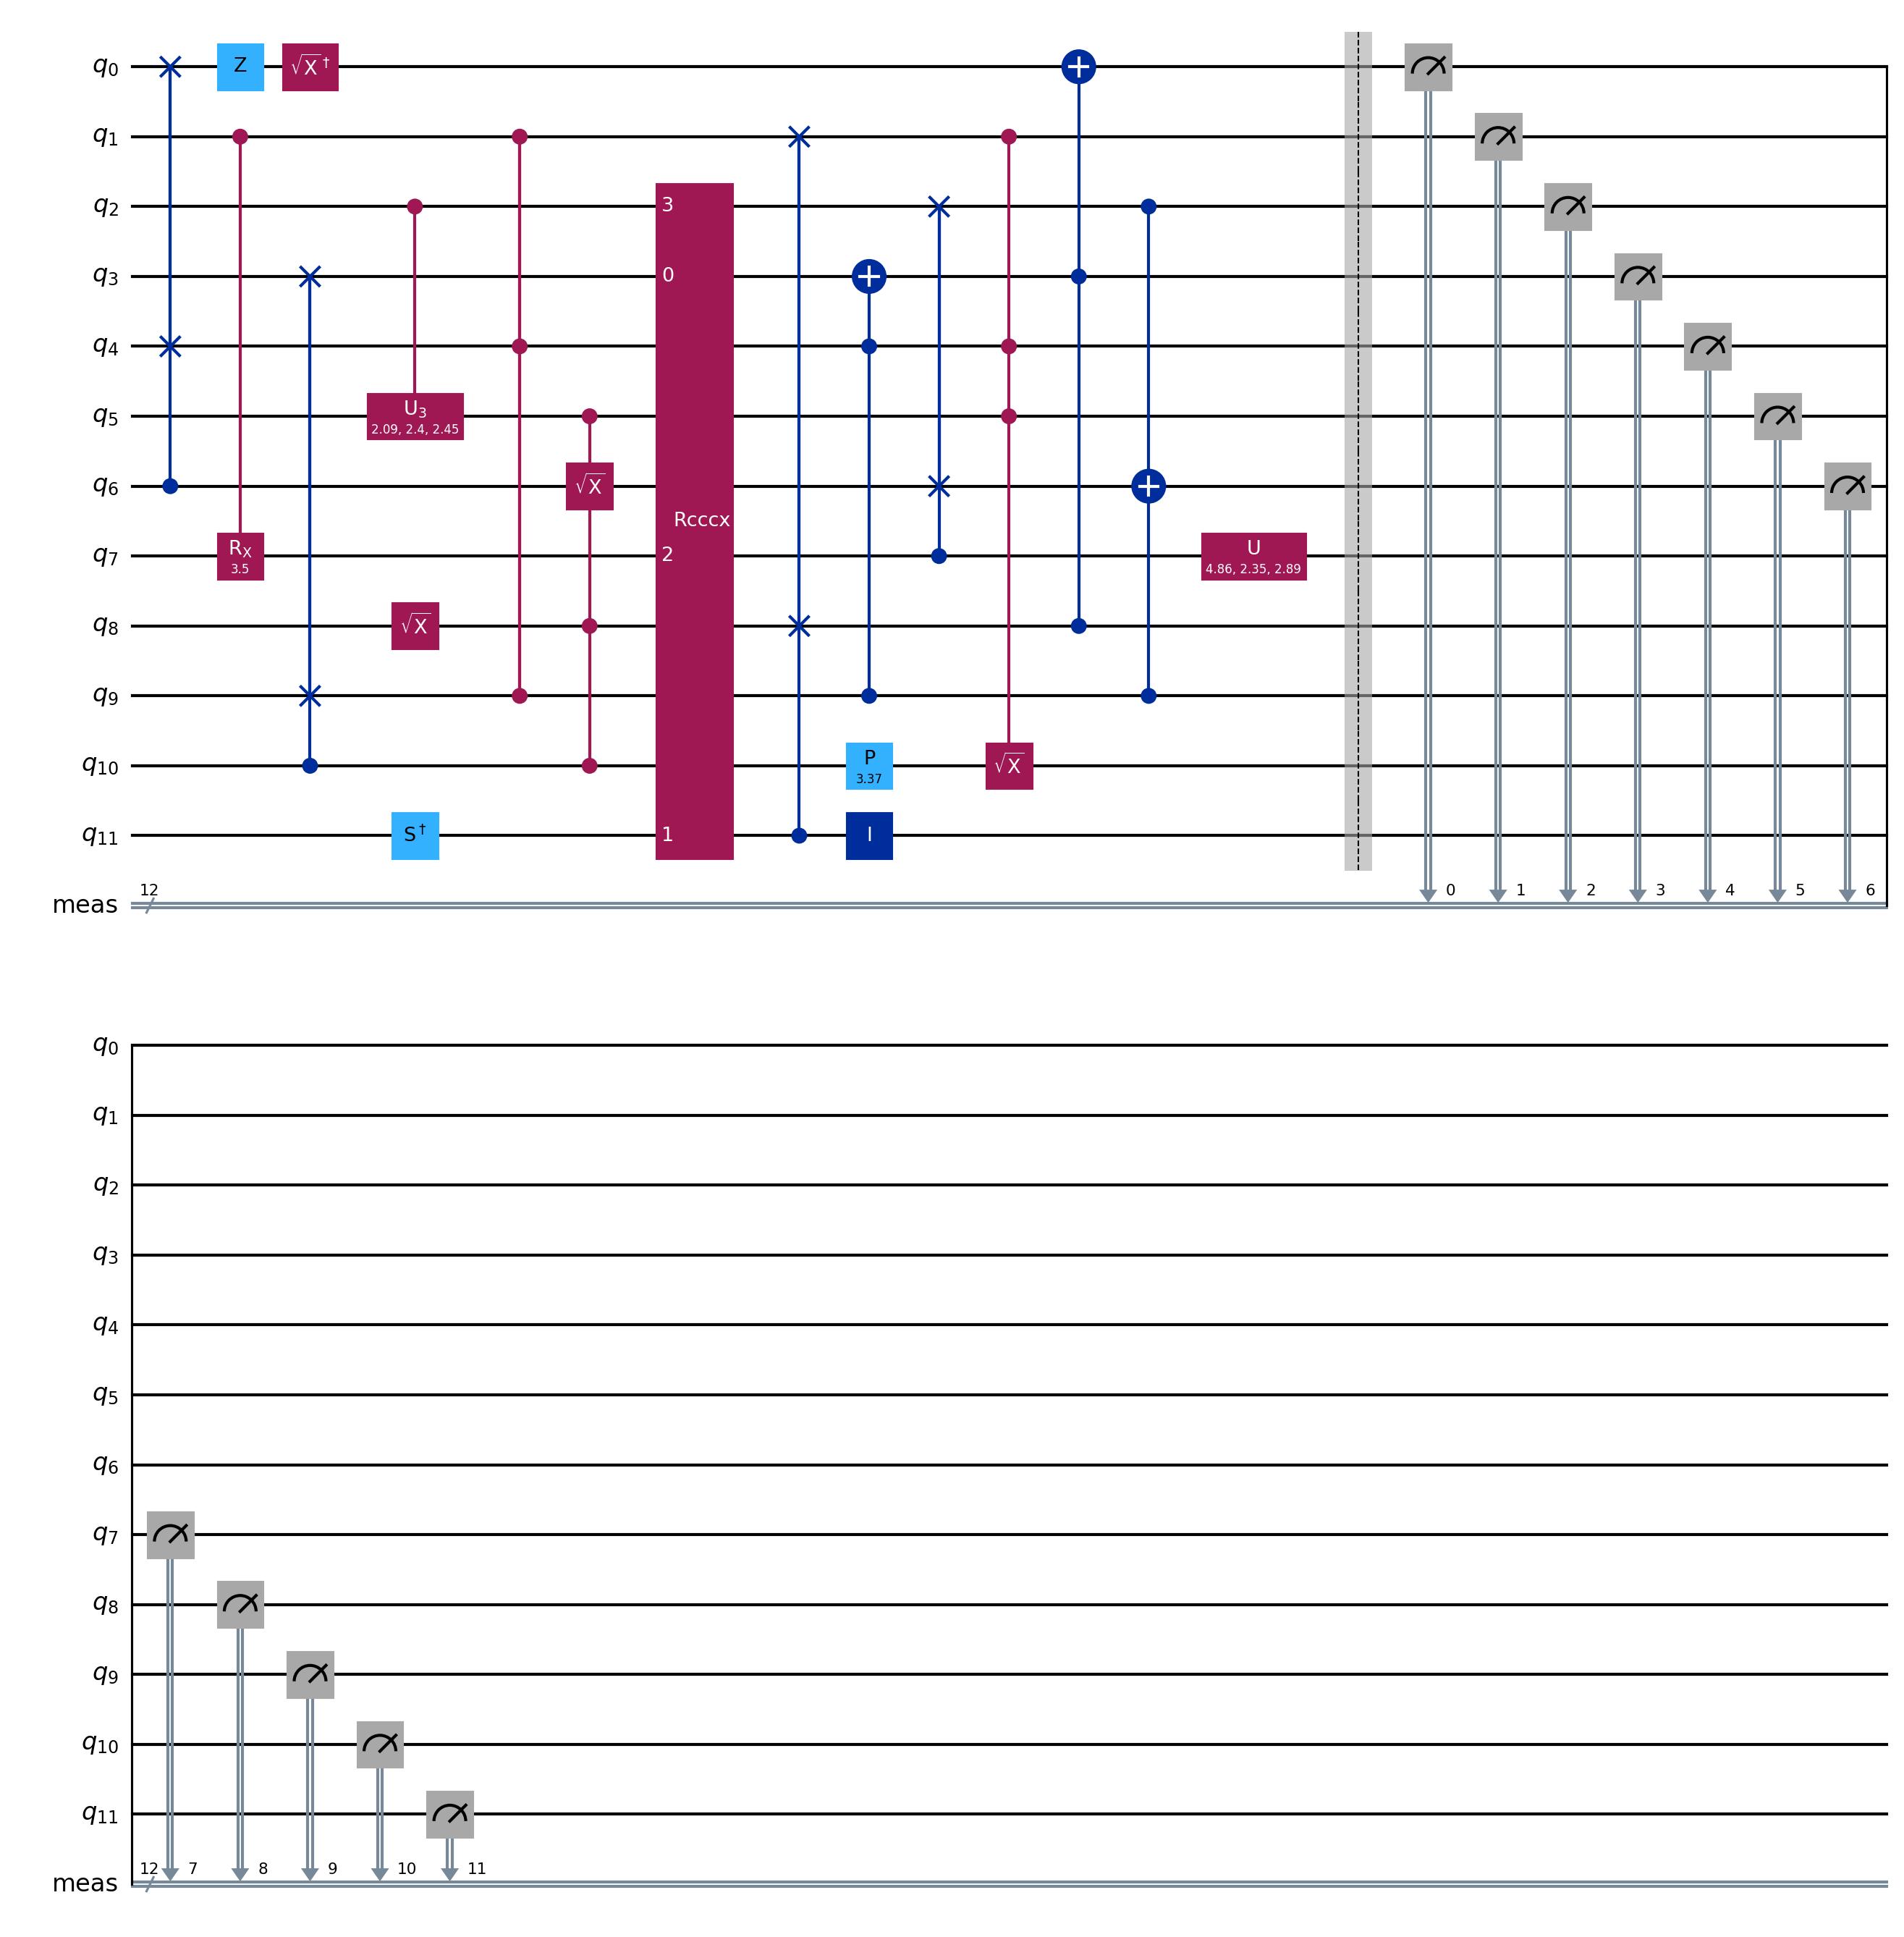 q0 Z √X†
q1
q2 3
q3 0
q4
q5 U3 2.09, 2.4, 2.45
q6 √X
Rcccx
q7 RX 3.5 2 U 4.86, 2.35, 2.89
q8 √X
q9
q10 P 3.37 √X
q11 S† 1 I
meas 12 0 1 2 3 4 5 6
q0
q1
q2
q3
q4
q5
q6
q7
q8
q9
q10
q11
meas 12 7 8 9 10 11